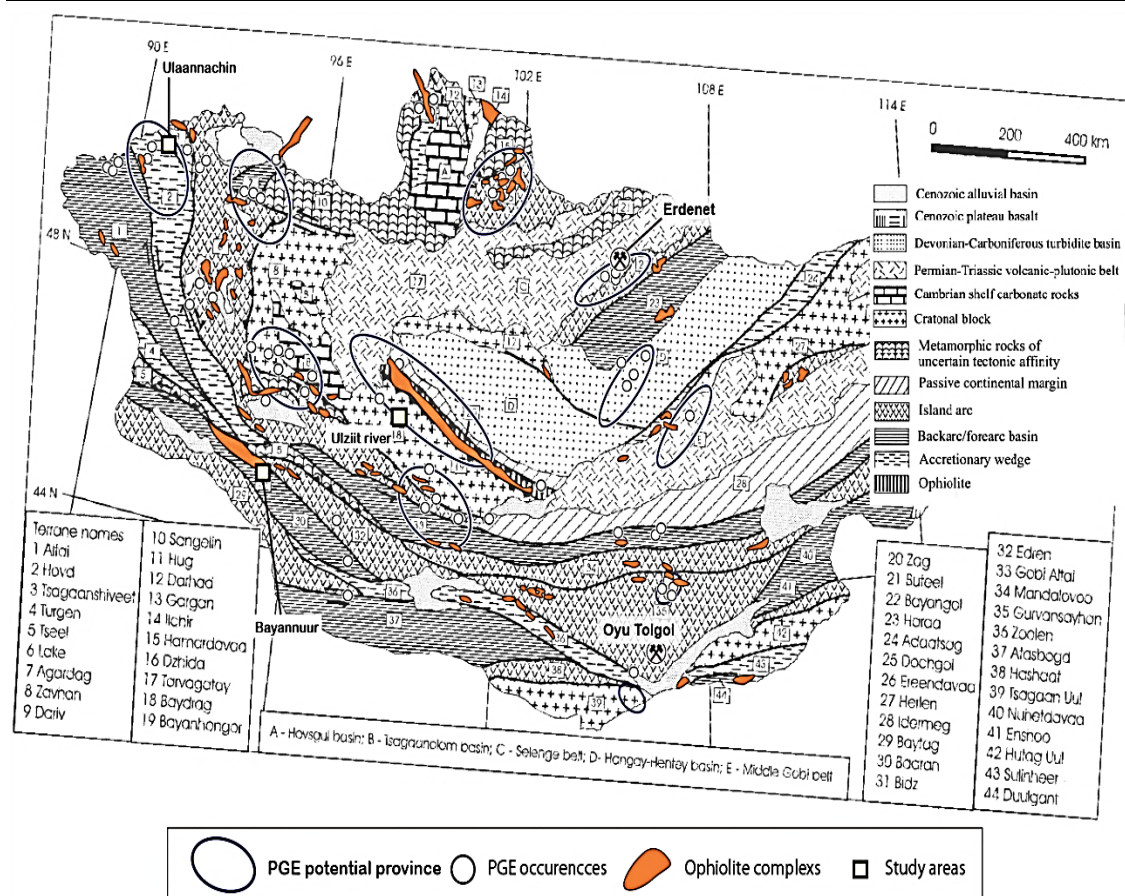 90 E
Ulaannachin
96 E
102 E
108 E
114 E
0 200 400 km
Erdenet
48 N
44 N
Ulziit river
Bayannuur
Oyu Tolgol
Cenozoic alluvial basin
Cenozoic plateau basalt
Devonian-Carboniferous turbidite basin
Permian-Triassic volcanic-plutonic belt
Cambrian shelf carbonate rocks
Cratonal block
Metamorphic rocks of
uncertain tectonic affinity
Passive continental margin
Island arc
Backarc/forearc basin
Accretionary wedge
Ophiolite
Terrane names
1 Altai
2 Hovd
3 Tsagaanshiveet
4 Turgen
5 Tseel
6 Lake
7 Agardag
8 Zavhan
9 Dariv
10 Sangelin
11 Hug
12 Darhad
13 Gargan
14 Ilchir
15 Hamardavaa
16 Dzhida
17 Tarvagatay
18 Baydrag
19 Bayanhongor
A - Hovsgul basin; B - Tsagaanolom basin; C - Selenge belt; D- Hangay-Hentey basin; E - Middle Gobi belt
20 Zag
21 Buteel
22 Bayangol
23 Haraa
24 Adaatsag
25 Dochgol
26 Ereendavaa
27 Herlen
28 Idermeg
29 Baytag
30 Baaran
31 Bidz
32 Edren
33 Gobi Altai
34 Mandalovoo
35 Gurvansayhan
36 Zoolen
37 Atasbogd
38 Hashaat
39 Tsagaan Uul
40 Nuhetdavaa
41 Ensnoo
42 Hutag Uul
43 Sulinheer
44 Duulgant
PGE potential province PGE occurencces Ophiolite complexs Study areas